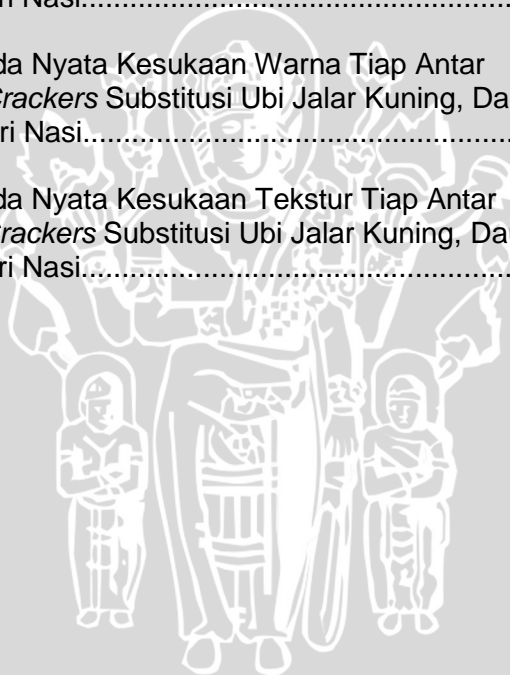 ri Nasi..............................................................
da Nyata Kesukaan Warna Tiap Antar
Crackers Substitusi Ubi Jalar Kuning, Da
ri Nasi..............................................................
da Nyata Kesukaan Tekstur Tiap Antar
Crackers Substitusi Ubi Jalar Kuning, Da
ri Nasi..............................................................